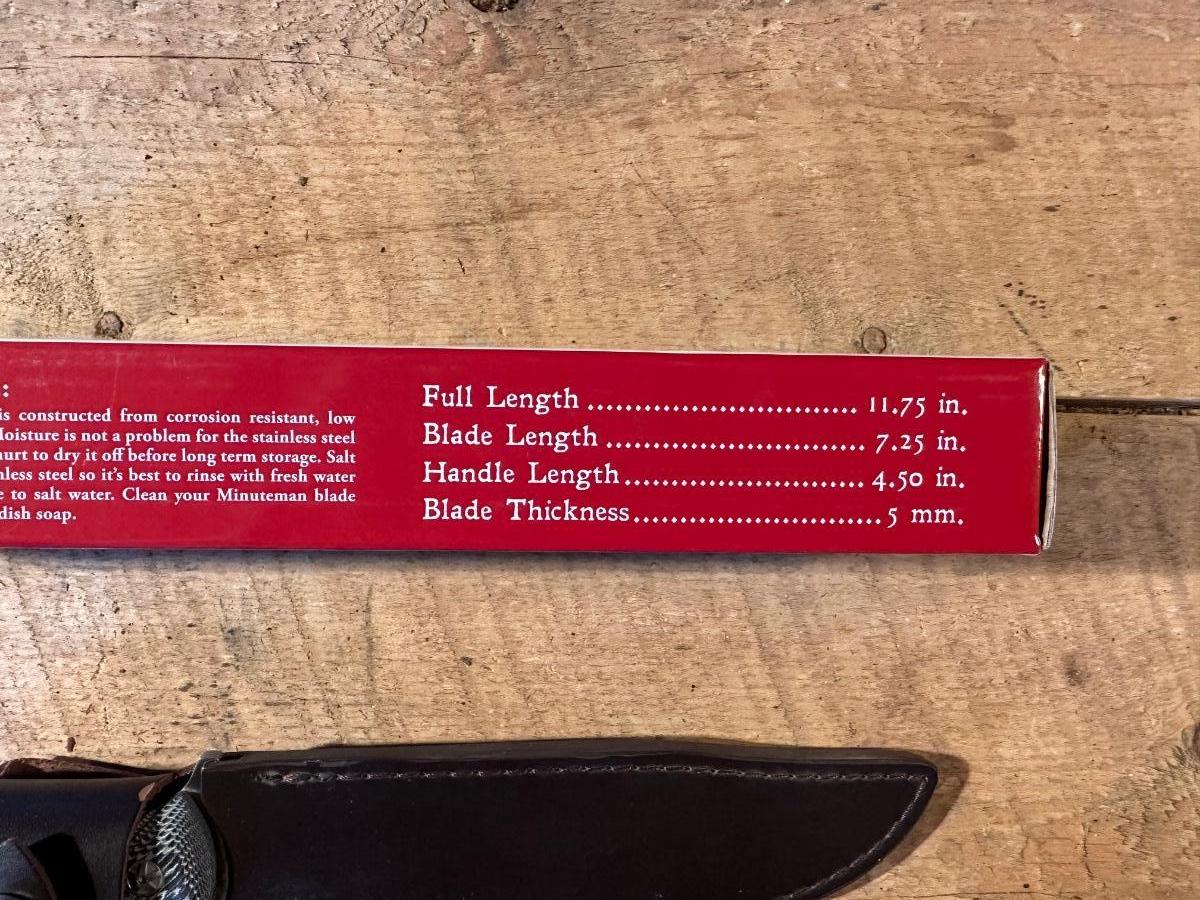 :
is constructed from corrosion resistant, low
Moisture is not a problem for the stainless steel
hurt to dry it off before long term storage. Salt
nless steel so it's best to rinse with fresh water
e to salt water. Clean your Minuteman blade
dish soap.
Full Length ............................ 11.75 in.
Blade Length ........................... 7.25 in.
Handle Length ......................... 4.50 in.
Blade Thickness .......................... 5 mm.